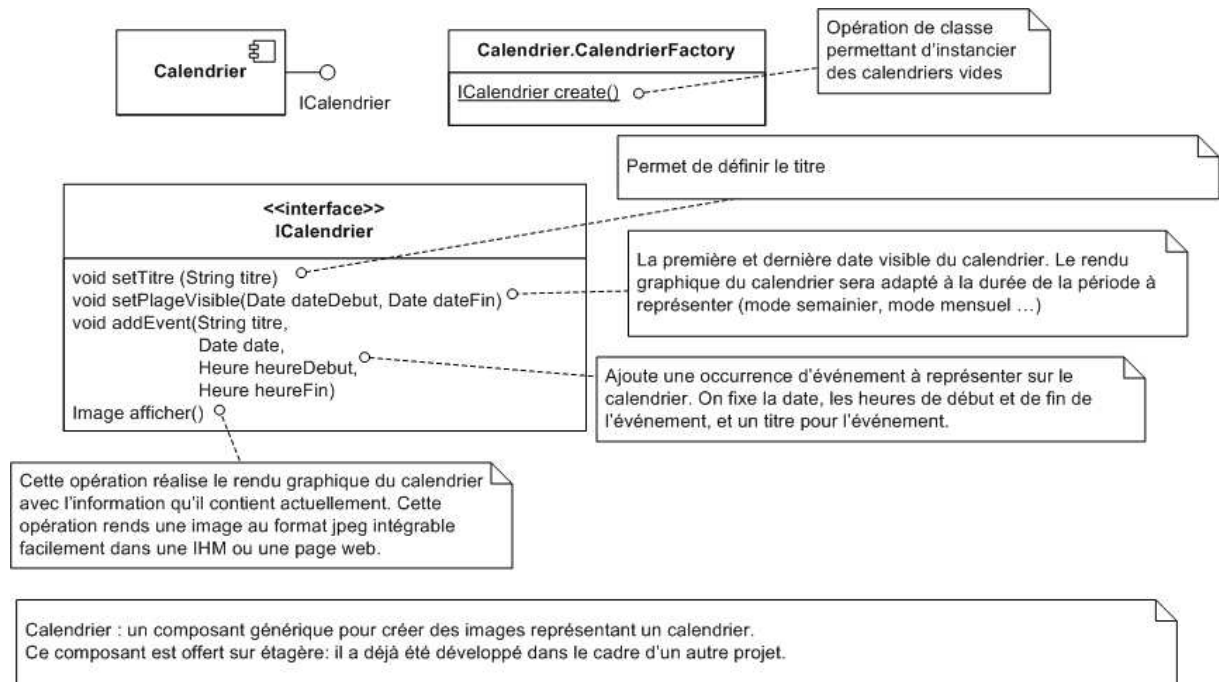 Calendrier
ICalendrier
Calendrier.CalendrierFactory
ICalendrier create()
Opération de classe
permettant d'instancier
des calendriers vides
Permet de définir le titre
<<interface>>
ICalendrier
void setTitre (String titre)
void setPlageVisible(Date dateDebut, Date dateFin)
void addEvent(String titre,
Date date,
Heure heureDebut,
Heure heureFin)
Image afficher()
La première et dernière date visible du calendrier. Le rendu
graphique du calendrier sera adapté à la durée de la période à
représenter (mode semainier, mode mensuel …)
Ajoute une occurrence d'événement à représenter sur le
calendrier. On fixe la date, les heures de début et de fin de
l'événement, et un titre pour l'événement.
Cette opération réalise le rendu graphique du calendrier
avec l'information qu'il contient actuellement. Cette
opération rends une image au format jpeg intégrable
facilement dans une IHM ou une page web.
Calendrier : un composant générique pour créer des images représentant un calendrier.
Ce composant est offert sur étagère: il a déjà été développé dans le cadre d'un autre projet.